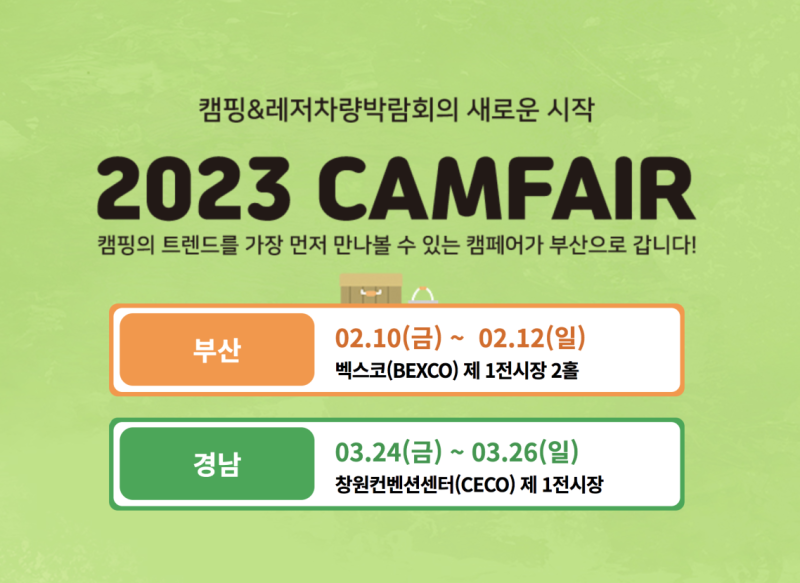 캠핑&레저차량박람회의 새로운 시작
2023 CAMFAIR
캠핑의 트렌드를 가장 먼저 만나볼 수 있는 캠페어가 부산으로 갑니다!
부산
02.10(금) ~ 02.12(일)
벡스코(BEXCO) 제 1전시장 2홀
경남
03.24(금) ~ 03.26(일)
창원컨벤션센터(CECO) 제 1전시장